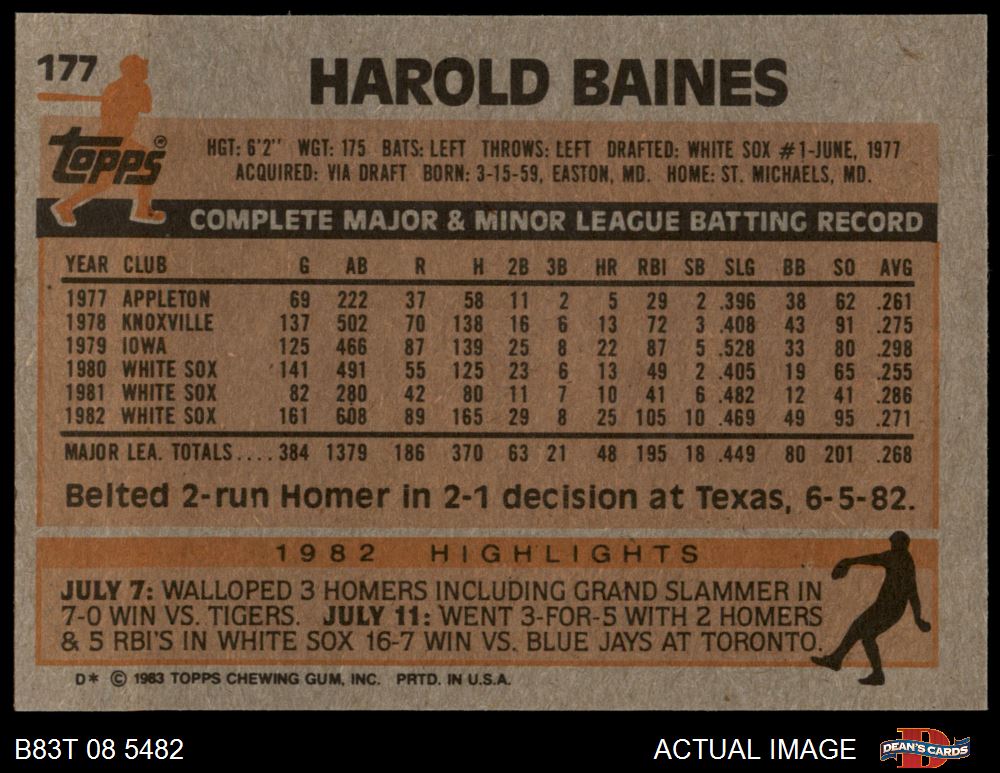 177
HAROLD BAINES
Topps®
HGT: 6'2" WGT: 175 BATS: LEFT THROWS: LEFT DRAFTED: WHITE SOX #1-JUNE, 1977
ACQUIRED: VIA DRAFT BORN: 3-15-59, EASTON, MD. HOME: ST. MICHAELS, MD.
COMPLETE MAJOR & MINOR LEAGUE BATTING RECORD
YEAR CLUB G AB R H 2B 3B HR RBI SB SLG BB SO AVG
1977 APPLETON 69 222 37 58 11 2 5 29 2 .396 38 62 .261
1978 KNOXVILLE 137 502 70 138 16 6 13 72 3 .408 43 91 .275
1979 IOWA 125 466 87 139 25 8 22 87 5 .528 33 80 .298
1980 WHITE SOX 141 491 55 125 23 6 13 49 2 .405 19 65 .255
1981 WHITE SOX 82 280 42 80 11 7 10 41 6 .482 12 41 .286
1982 WHITE SOX 161 608 89 165 29 8 25 105 10 .469 49 95 .271
MAJOR LEA. TOTALS.... 384 1379 186 370 63 21 48 195 18 .449 80 201 .268
Belted 2-run Homer in 2-1 decision at Texas, 6-5-82.
1982 HIGHLIGHTS
JULY 7: WALLOPED 3 HOMERS INCLUDING GRAND SLAMMER IN
7-0 WIN VS. TIGERS. JULY 11: WENT 3-FOR-5 WITH 2 HOMERS
& 5 RBI'S IN WHITE SOX 16-7 WIN VS. BLUE JAYS AT TORONTO.
D* © 1983 TOPPS CHEWING GUM, INC. PRTD. IN U.S.A.
B83T 08 5482
ACTUAL IMAGE
DEAN'S CARDS